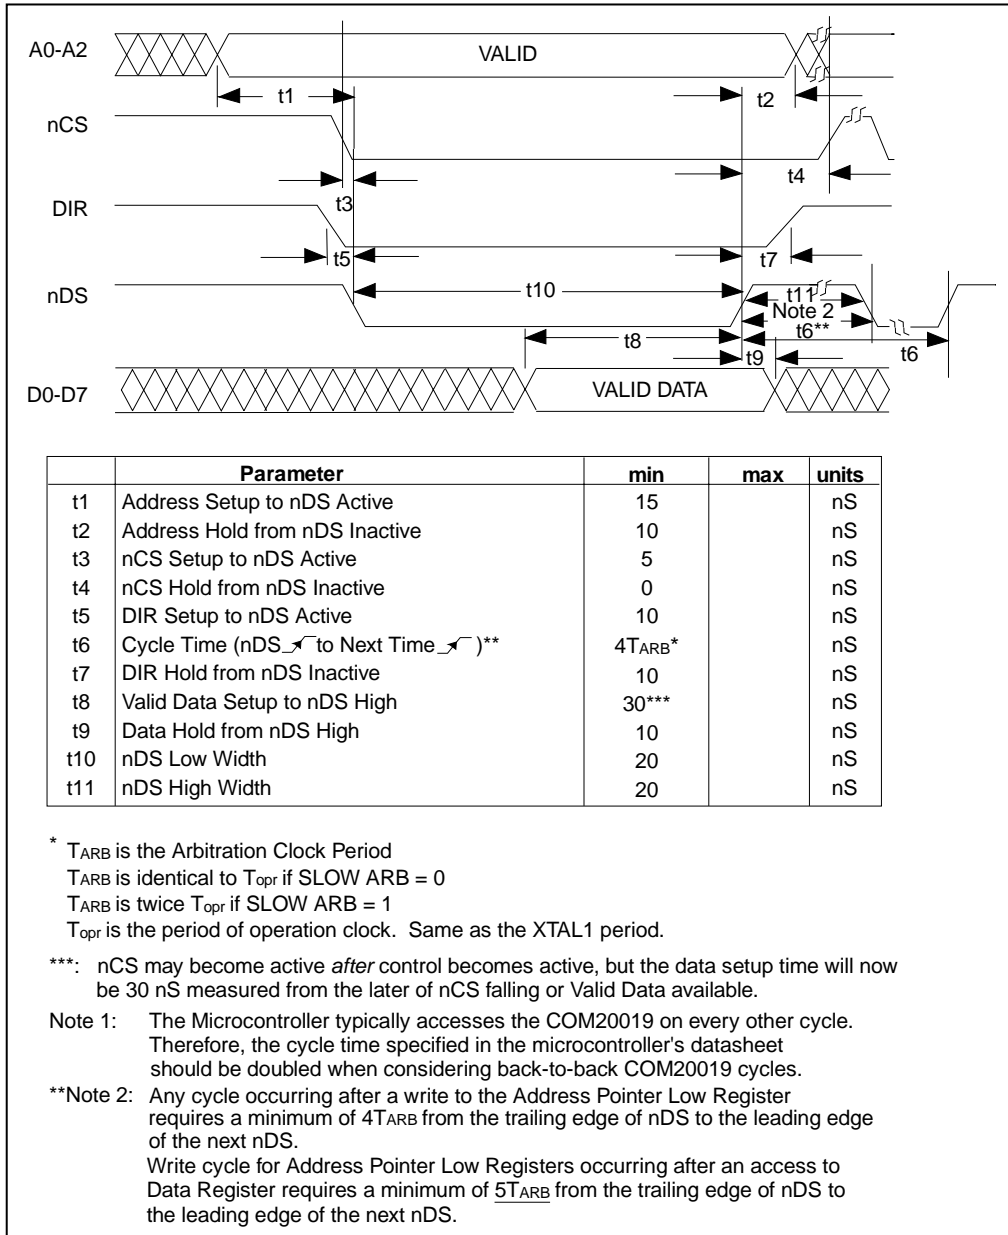 A0-A2
VALID
t1
t2
nCS
t3
t4
DIR
t5
t7
nDS
t10
t11
Note 2
t6**
t8
t9
t6
D0-D7
VALID DATA
Parameter min max units
t1 Address Setup to nDS Active 15 nS
t2 Address Hold from nDS Inactive 10 nS
t3 nCS Setup to nDS Active 5 nS
t4 nCS Hold from nDS Inactive 0 nS
t5 DIR Setup to nDS Active 10 nS
t6 Cycle Time (nDS to Next Time )** 4TARB* nS
t7 DIR Hold from nDS Inactive 10 nS
t8 Valid Data Setup to nDS High 30*** nS
t9 Data Hold from nDS High 10 nS
t10 nDS Low Width 20 nS
t11 nDS High Width 20 nS
* TARB is the Arbitration Clock Period
TARB is identical to Topr if SLOW ARB = 0
TARB is twice Topr if SLOW ARB = 1
Topr is the period of operation clock. Same as the XTAL1 period.
***: nCS may become active after control becomes active, but the data setup time will now
be 30 nS measured from the later of nCS falling or Valid Data available.
Note 1: The Microcontroller typically accesses the COM20019 on every other cycle.
Therefore, the cycle time specified in the microcontroller's datasheet
should be doubled when considering back-to-back COM20019 cycles.
**Note 2: Any cycle occurring after a write to the Address Pointer Low Register
requires a minimum of 4TARB from the trailing edge of nDS to the leading edge
of the next nDS.
Write cycle for Address Pointer Low Registers occurring after an access to
Data Register requires a minimum of 5TARB from the trailing edge of nDS to
the leading edge of the next nDS.